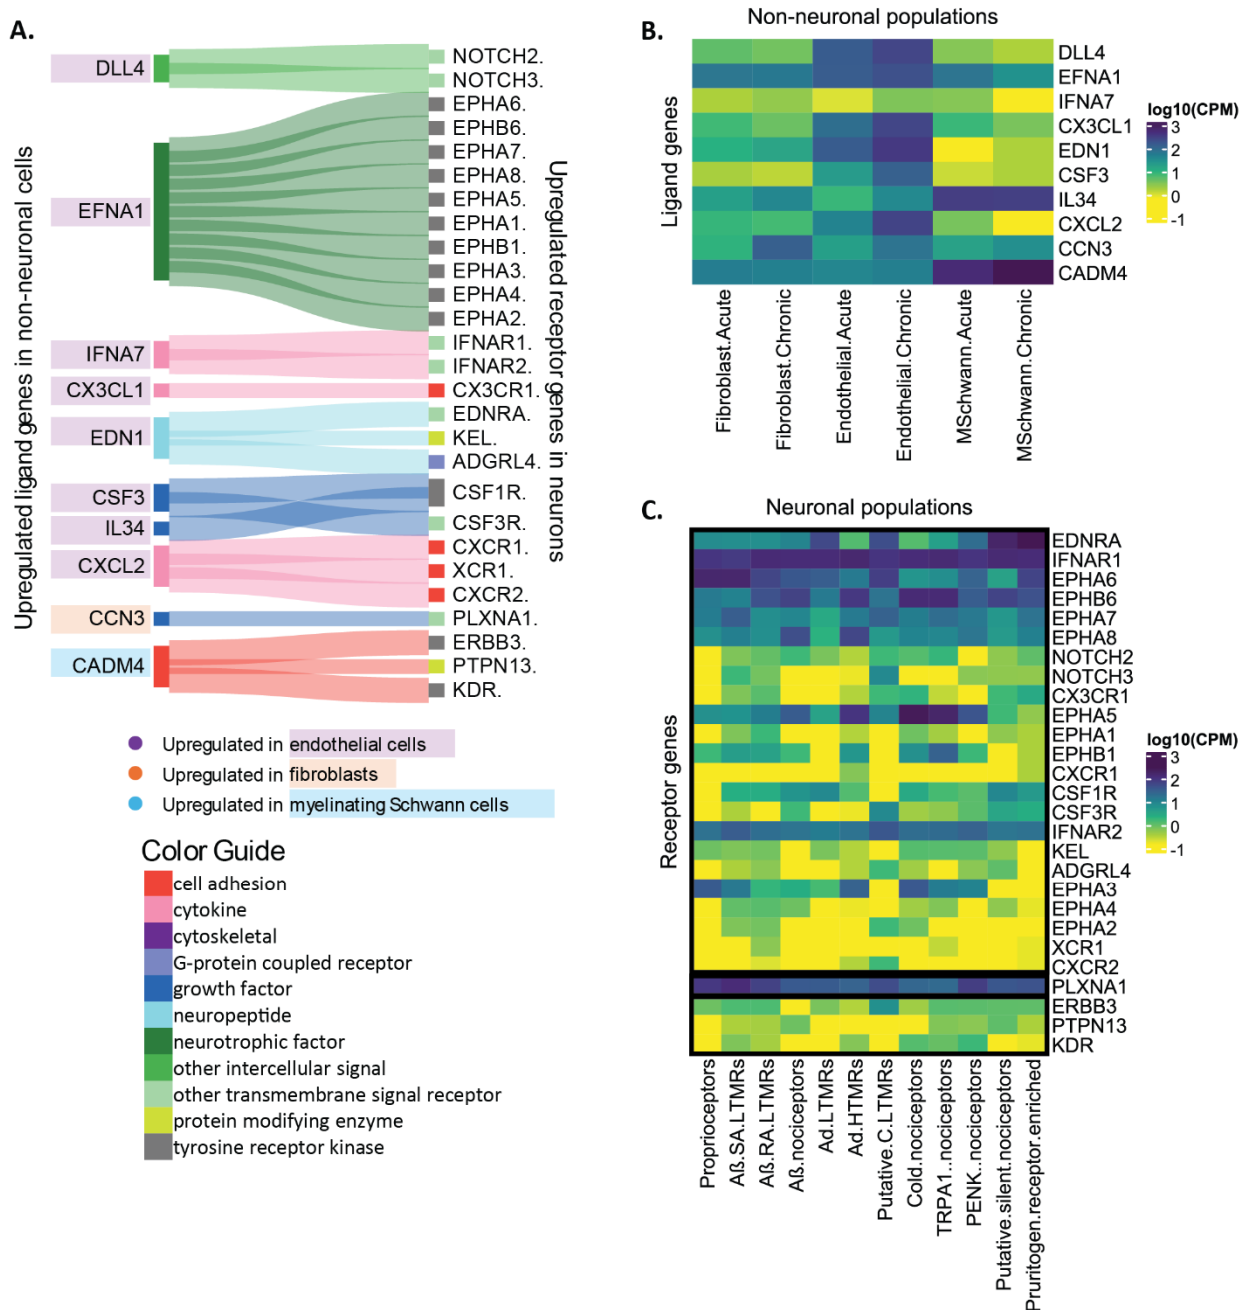 A.
Upregulated ligand genes in non-neuronal cells
DLL4
EFNA1
IFNA7
CX3CL1
EDN1
CSF3
IL34
CXCL2
CCN3
CADM4
NOTCH2.
NOTCH3.
EPHA6.
EPHB6.
EPHA7.
EPHA8.
EPHA5.
EPHA1.
EPHB1.
EPHA3.
EPHA4.
EPHA2.
IFNAR1.
IFNAR2.
CX3CR1.
EDNRA.
KEL.
ADGRL4.
CSF1R.
CSF3R.
CXCR1.
XCR1.
CXCR2.
PLXNA1.
ERBB3.
PTPN13.
KDR.
Upregulated receptor genes in neurons
Upregulated in endothelial cells
Upregulated in fibroblasts
Upregulated in myelinating Schwann cells
Color Guide
cell adhesion
cytokine
cytoskeletal
G-protein coupled receptor
growth factor
neuropeptide
neurotrophic factor
other intercellular signal
other transmembrane signal receptor
protein modifying enzyme
tyrosine receptor kinase
B.
Non-neuronal populations
Ligand genes
DLL4
EFNA1
IFNA7
CX3CL1
EDN1
CSF3
IL34
CXCL2
CCN3
CADM4
Fibroblast.Acute
Fibroblast.Chronic
Endothelial.Acute
Endothelial.Chronic
MSchwann.Acute
MSchwann.Chronic
log10(CPM)
3
2
1
0
-1
C.
Neuronal populations
Receptor genes
EDNRA
IFNAR1
EPHA6
EPHB6
EPHA7
EPHA8
NOTCH2
NOTCH3
CX3CR1
EPHA5
EPHA1
EPHB1
CXCR1
CSF1R
CSF3R
IFNAR2
KEL
ADGRL4
EPHA3
EPHA4
EPHA2
XCR1
CXCR2
PLXNA1
ERBB3
PTPN13
KDR
Proprioceptors
Aß.SA.LTMRs
Aß.RA.LTMRs
Aß.nociceptors
Ad.LTMRs
Ad.HTMRs
Putative.C.LTMRs
Cold.nociceptors
TRPA1..nociceptors
PENK..nociceptors
Putative.silent.nociceptors
Pruritogen.receptor.enriched
log10(CPM)
3
2
1
0
-1